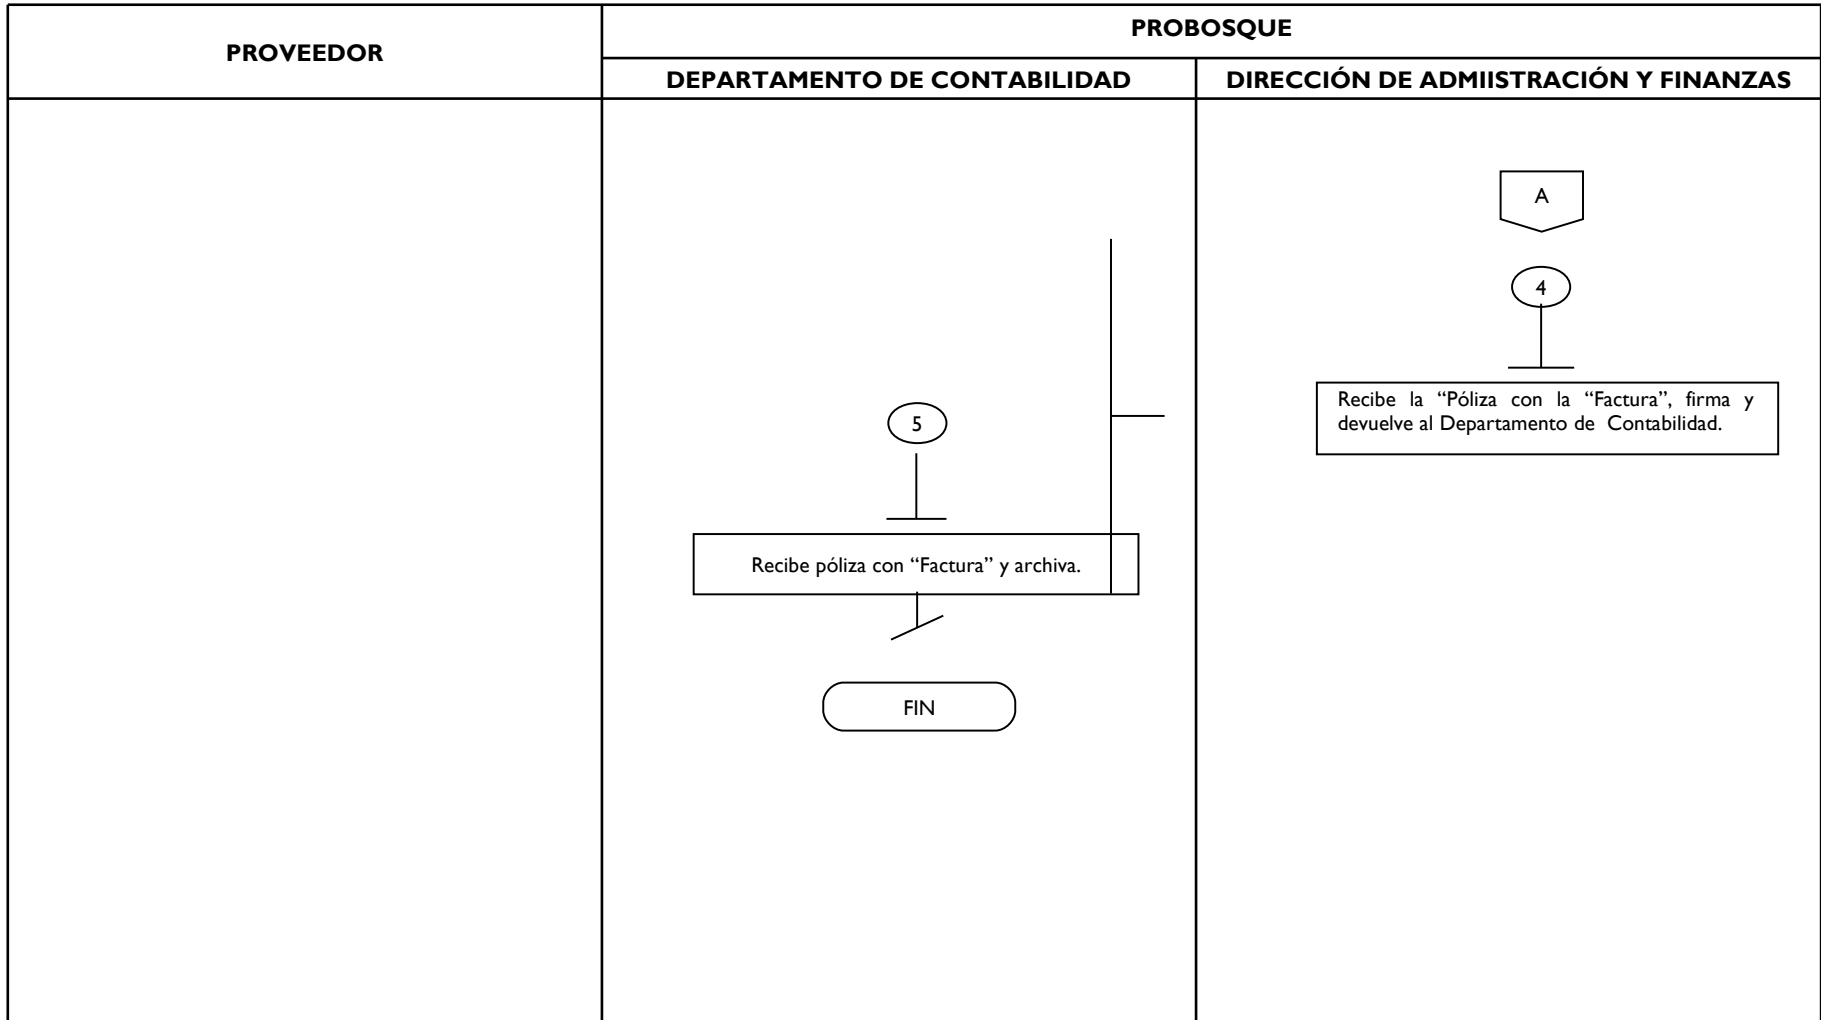 PROVEEDOR
PROBOSQUE
DEPARTAMENTO DE CONTABILIDAD
DIRECCIÓN DE ADMIISTRACIÓN Y FINANZAS
A
4
Recibe la “Póliza con la “Factura”, firma y
devuelve al Departamento de Contabilidad.
5
Recibe póliza con “Factura” y archiva.
FIN